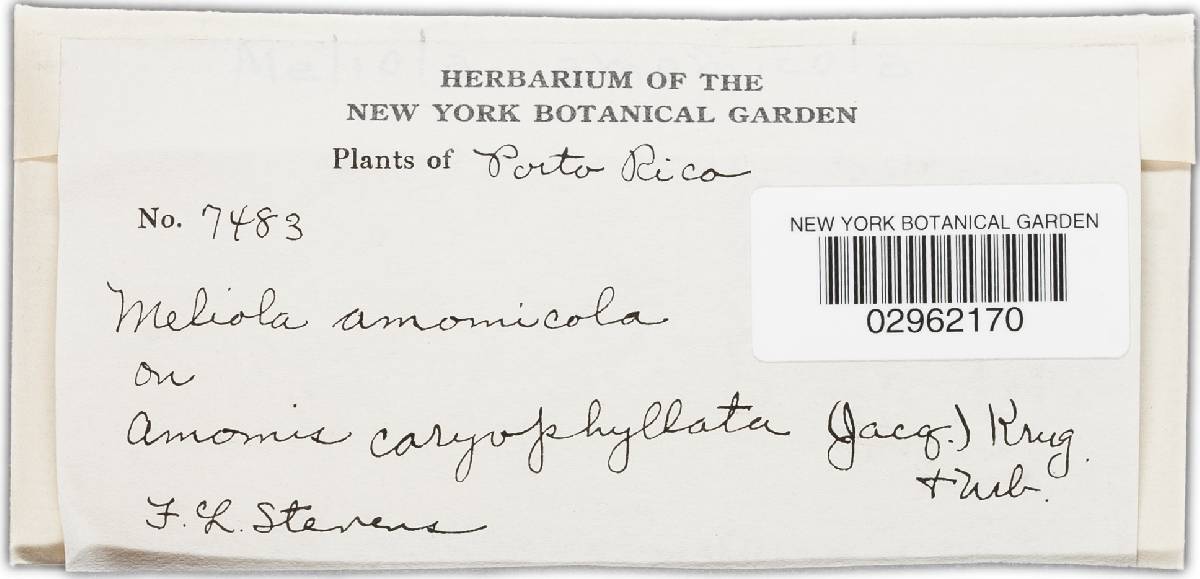 HERBARIUM OF THE
NEW YORK BOTANICAL GARDEN
Plants of Porto Rico
No. 7483
NEW YORK BOTANICAL GARDEN
02962170
Meliola amomicola
on
Amomis caryophyllata (Jacq.) Krug.
+ Urb.
F. L. Stevens